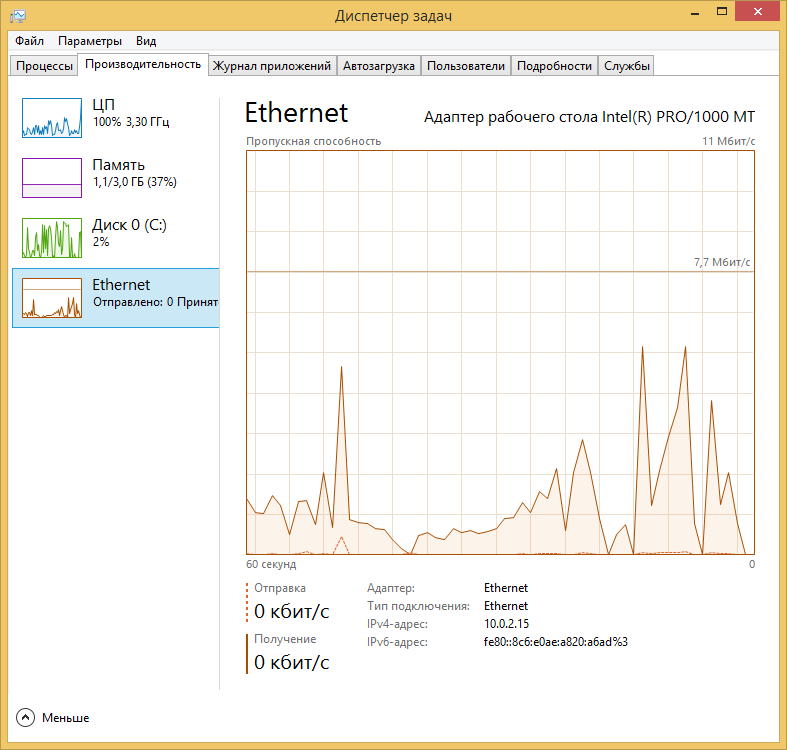 Диспетчер задач
Файл Параметры Вид
Процессы Производительность Журнал приложений Автозагрузка Пользователи Подробности Службы
ЦП
100% 3,30 ГГц
Память
1,1/3,0 ГБ (37%)
Диск 0 (C:)
2%
Ethernet
Отправлено: 0 Принят
Ethernet Адаптер рабочего стола Intel(R) PRO/1000 MT
Пропускная способность 11 Мбит/с
7,7 Мбит/с
60 секунд 0
Отправка
0 кбит/с
Получение
0 кбит/с
Адаптер: Ethernet
Тип подключения: Ethernet
IPv4-адрес: 10.0.2.15
IPv6-адрес: fe80::8c6:e0ae:a820:a6ad%3
Меньше